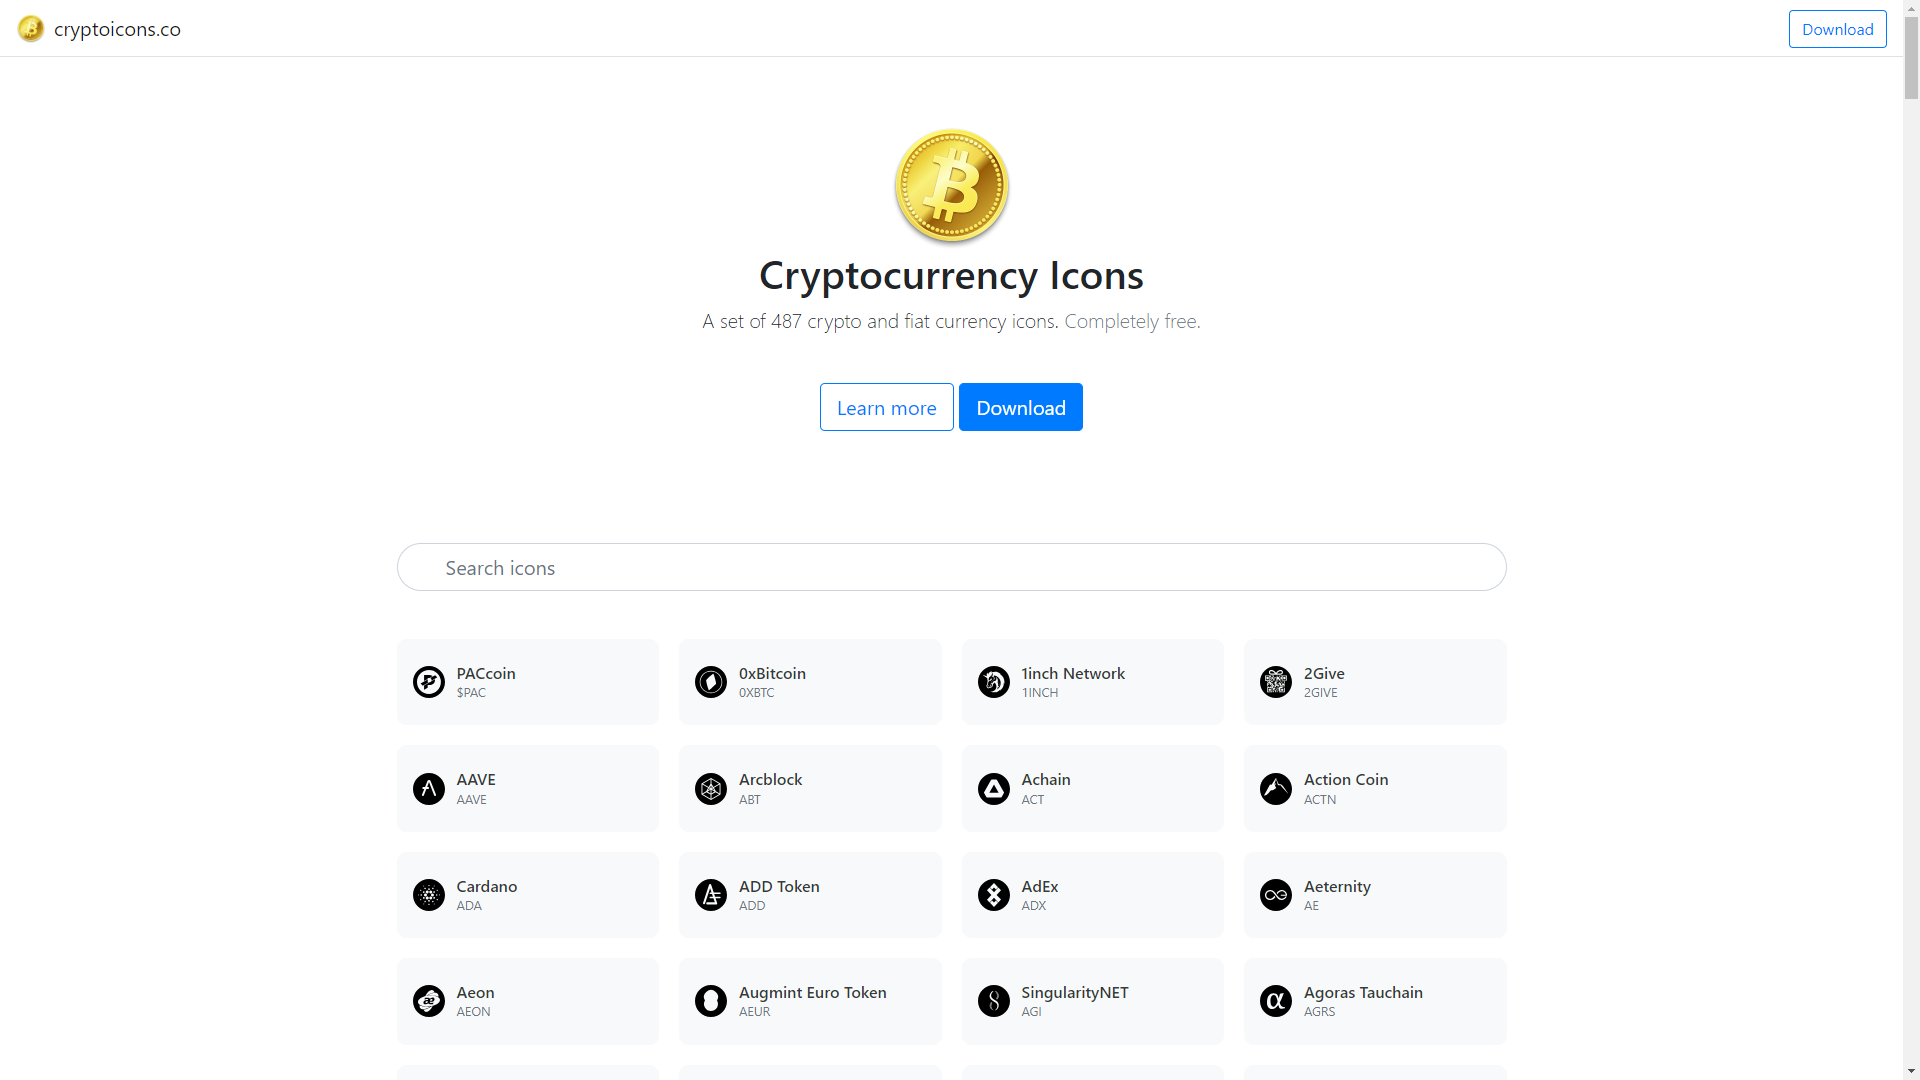 cryptoicons.co
Download
Cryptocurrency Icons
A set of 487 crypto and fiat currency icons. Completely free.
Learn more
Download
Search icons
PACcoin
$PAC
0xBitcoin
0XBTC
1inch Network
1INCH
2Give
2GIVE
AAVE
AAVE
Arcblock
ABT
Achain
ACT
Action Coin
ACTN
Cardano
ADA
ADD Token
ADD
AdEx
ADX
Aeternity
AE
Aeon
AEON
Augmint Euro Token
AEUR
SingularityNET
AGI
Agoras Tauchain
AGRS